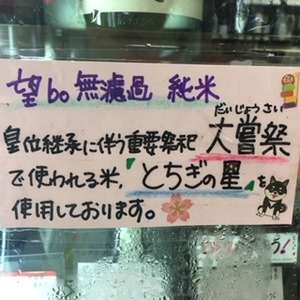 望bo 無濾過 純米
だいじょうさい
皇位継承に伴う重要祭祀 大嘗祭
で使われる米,「とちぎの星」を
使用しております。